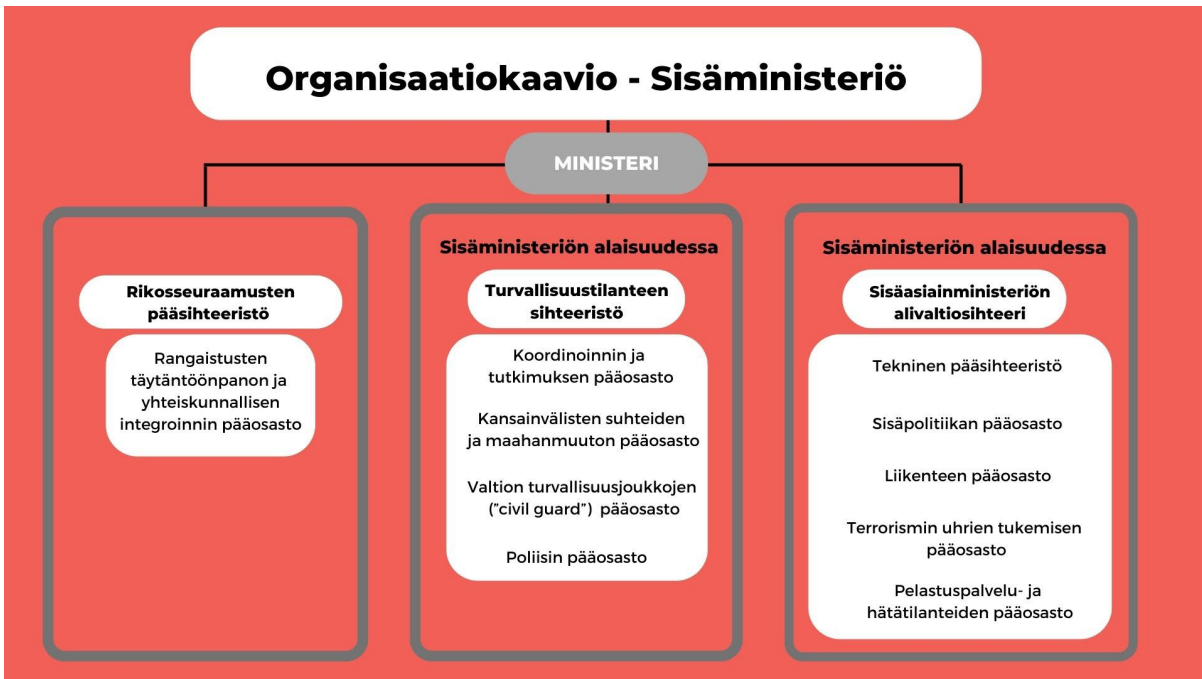 Organisaatiokaavio - Sisäministeriö
MINISTERI
Rikosseuraamusten
pääsihteeristö
Rangaistusten
täytäntöönpanon ja
yhteiskunnallisen
integroinnin pääosasto
Sisäministeriön alaisuudessa
Turvallisuustilanteen
sihteeristö
Koordinoinnin ja
tutkimuksen pääosasto
Kansainvälisten suhteiden
ja maahanmuuton pääosasto
Valtion turvallisuusjoukkojen
("civil guard") pääosasto
Poliisin pääosasto
Sisäministeriön alaisuudessa
Sisäasiainministeriön
alivaltiosihteeri
Tekninen pääsihteeristö
Sisäpolitiikan pääosasto
Liikenteen pääosasto
Terrorismin uhrien tukemisen
pääosasto
Pelastuspalvelu- ja
hätätilanteiden pääosasto